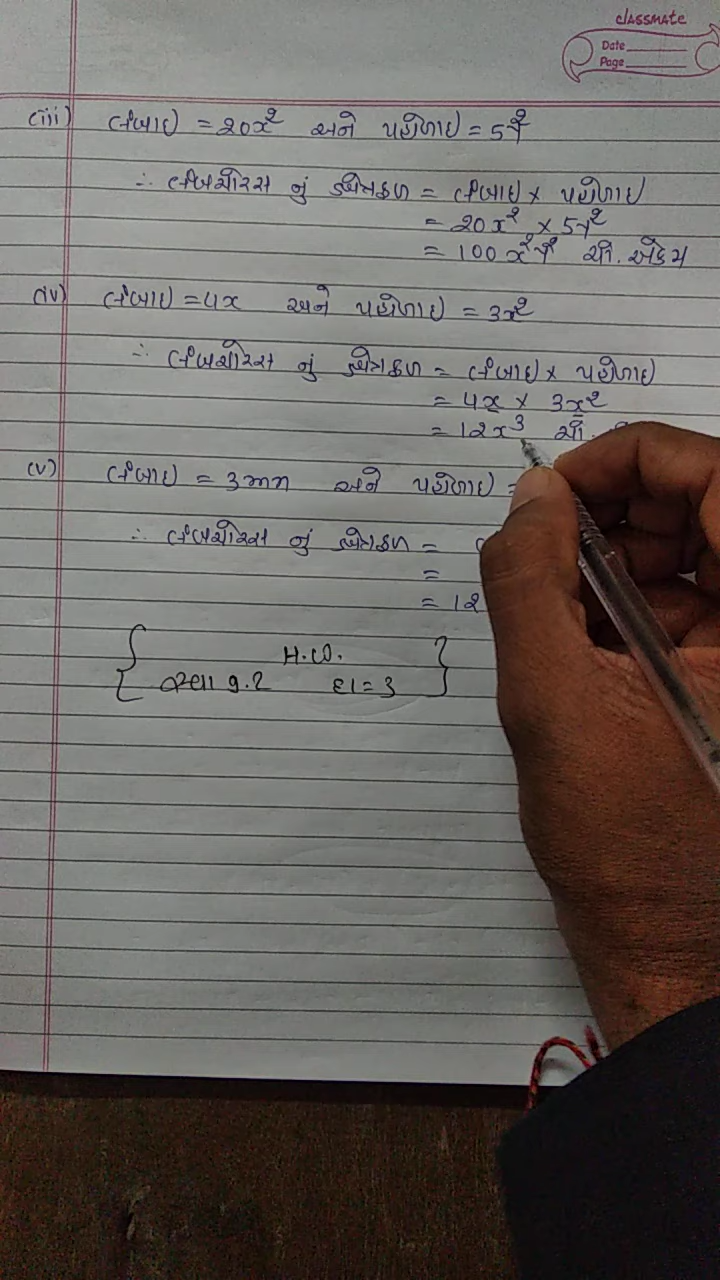 classmate
Date
Page
(iii) લંબાઇ = 20x² અને પહોળાઇ = 5y²
∴ લંબચોરસ નું ક્ષેત્રફળ = લંબાઇ × પહોળાઇ
= 20x² × 5y²
= 100x²y² ચો. એકમ
(iv) લંબાઇ = 4x અને પહોળાઇ = 3x²
∴ લંબચોરસ નું ક્ષેત્રફળ = લંબાઇ × પહોળાઇ
= 4x × 3x²
= 12x³ ચો.
(v) લંબાઇ = 3mn અને પહોળાઇ =
∴ લંબચોરસ નું ક્ષેત્રફળ =
=
= 12
H.W.
સ્વા 9.2 દા = 3